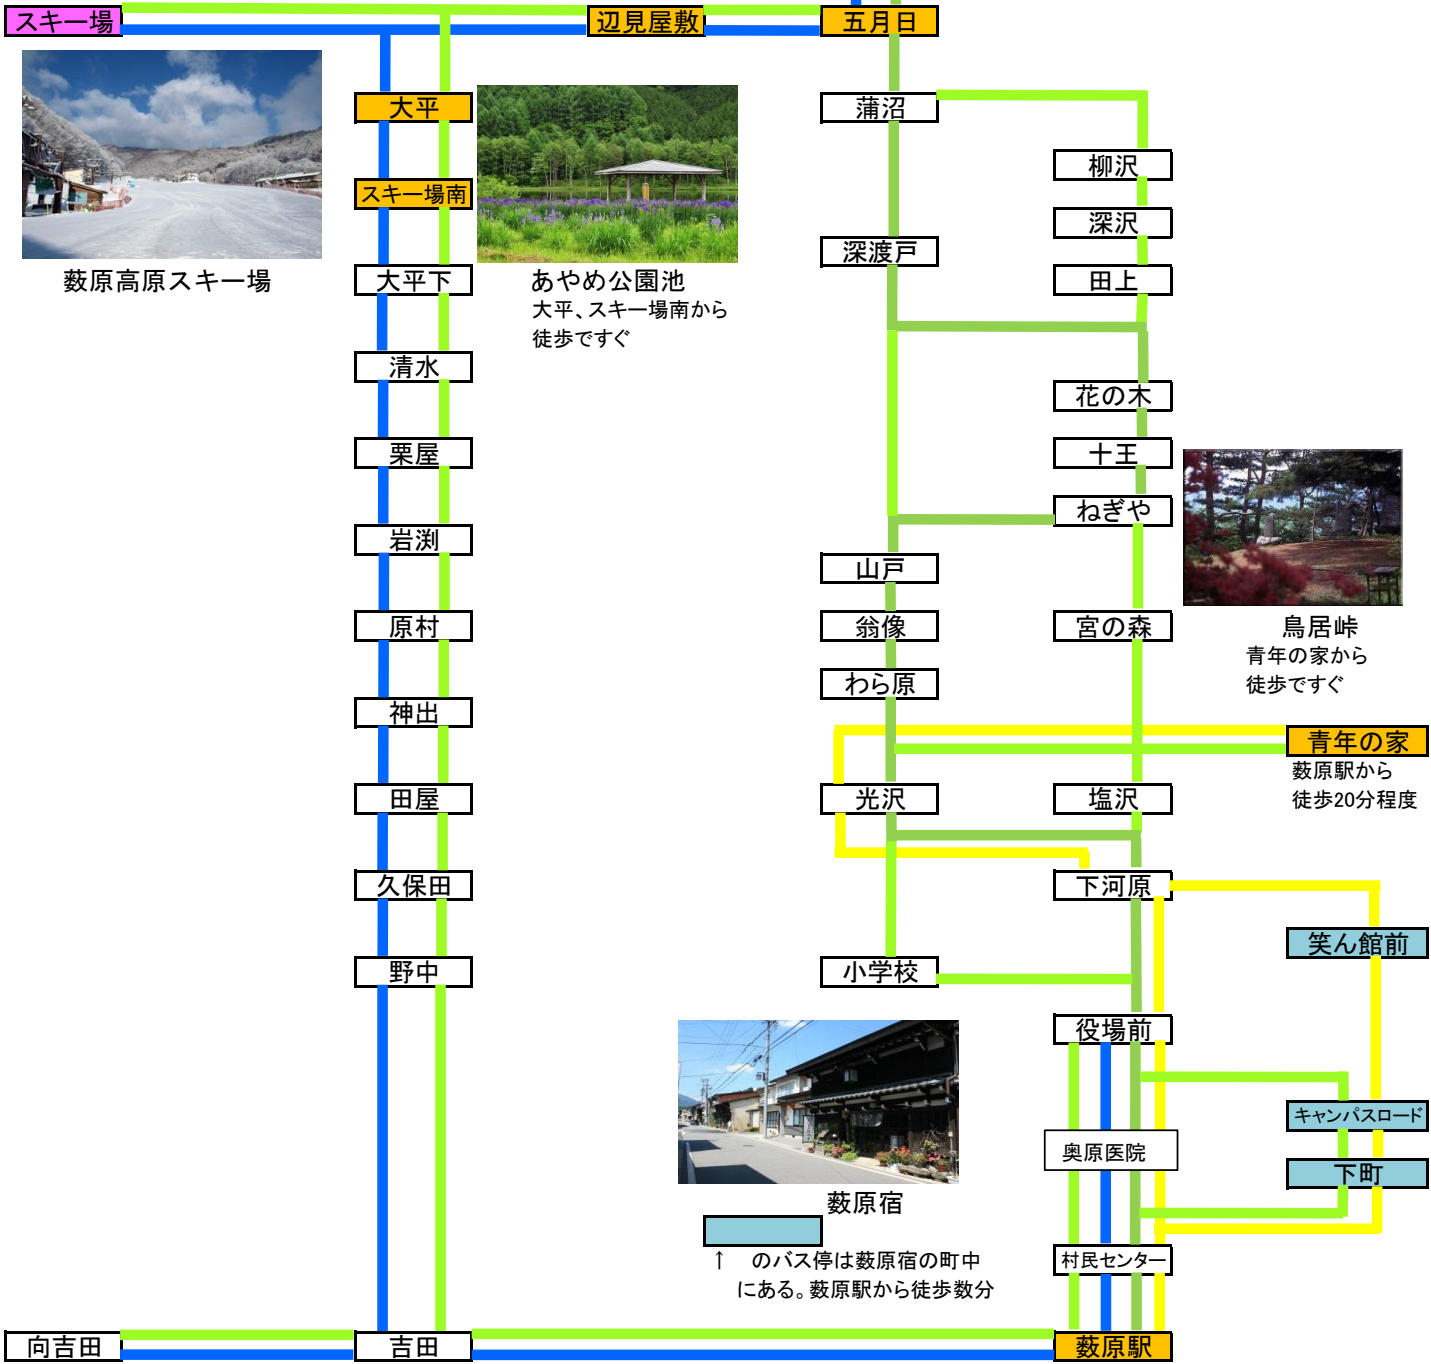 スキー場
辺見屋敷
五月日
大平
スキー場南
大平下
清水
栗屋
岩渕
原村
神出
田屋
久保田
野中
薮原高原スキー場
あやめ公園池
大平、スキー場南から
徒歩ですぐ
蒲沼
深渡戸
山戸
翁像
わら原
光沢
小学校
柳沢
深沢
田上
花の木
十王
ねぎや
宮の森
塩沢
下河原
役場前
奥原医院
村民センター
鳥居峠
青年の家から
徒歩ですぐ
青年の家
薮原駅から
徒歩20分程度
笑ん館前
キャンパスロード
下町
薮原宿
↑ のバス停は薮原宿の町中
にある。薮原駅から徒歩数分
向吉田
吉田
薮原駅